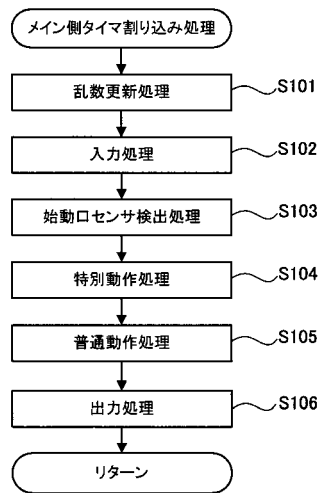 メイン側タイマ割り込み処理
乱数更新処理
S101
入力処理
S102
始動口センサ検出処理
S103
特別動作処理
S104
普通動作処理
S105
出力処理
S106
リターン